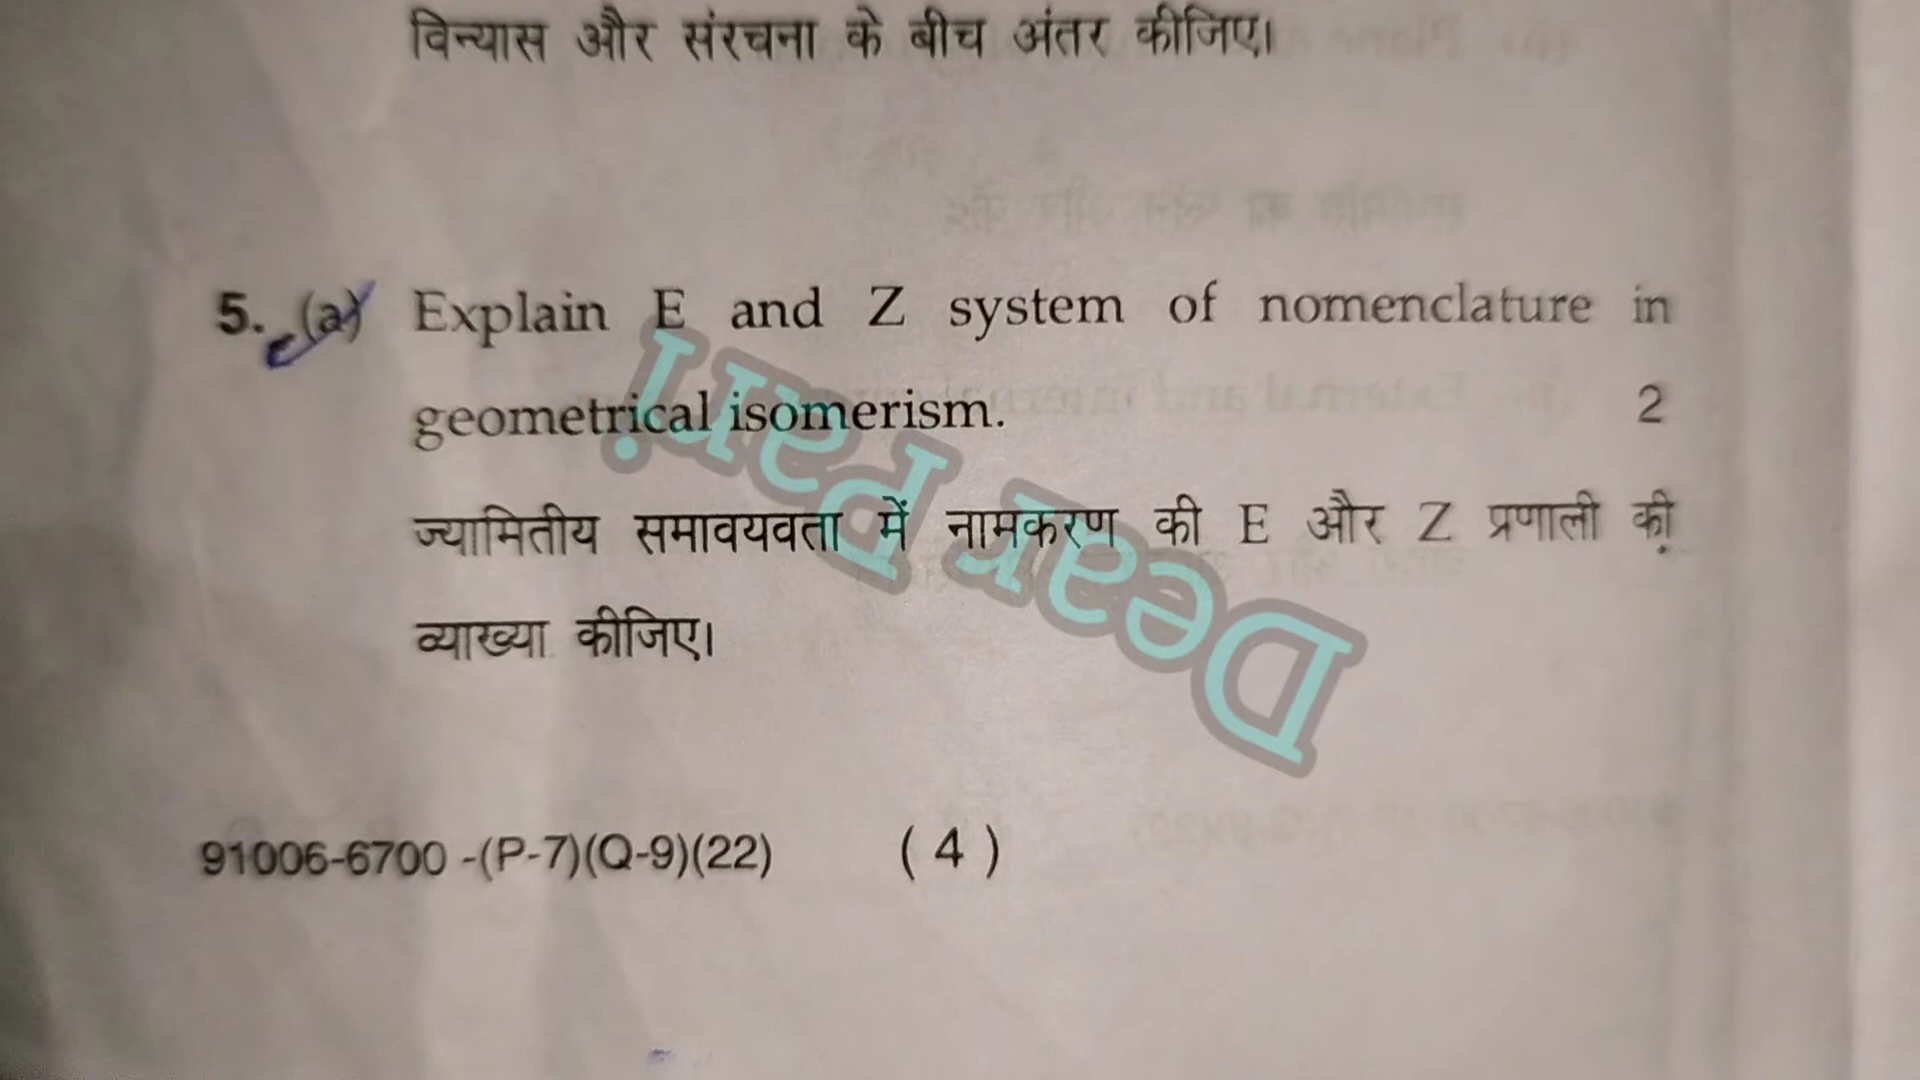 विन्यास और संरचना के बीच अंतर कीजिए।
5. (a) Explain E and Z system of nomenclature in
geometrical isomerism. 2
ज्यामितीय समावयवता में नामकरण की E और Z प्रणाली की
व्याख्या कीजिए।
Dear Pari
91006-6700 -(P-7)(Q-9)(22) ( 4 )